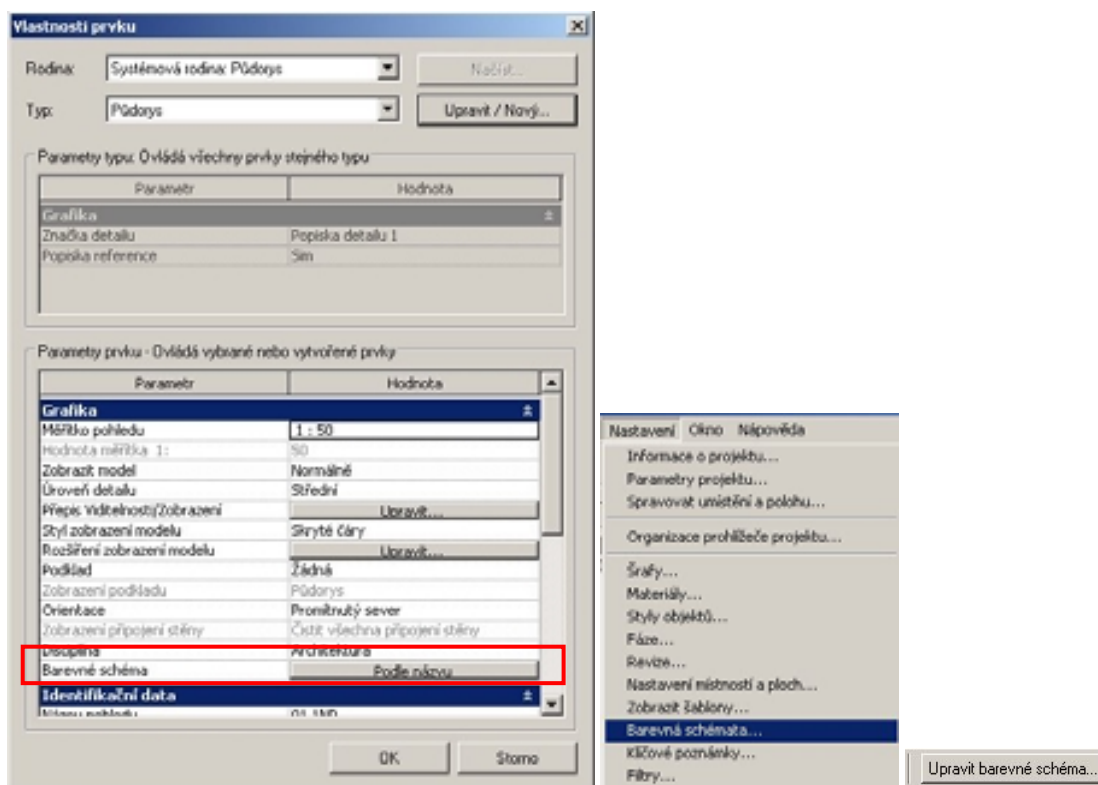 Vlastnosti prvku
Rodina: Systémová rodina: Půdorys Načíst...
Typ: Půdorys Upravit / Nový...
Parametry typu: Ovládá všechny prvky stejného typu
Parametr Hodnota
Grafika
Značka detailu Popiska detailu 1
Popiska reference Sim
Parametry prvku - Ovládá vybrané nebo vytvořené prvky
Parametr Hodnota
Grafika
Měřítko pohledu 1 : 50
Hodnota měřítka 1: 50
Zobrazit model Normálně
Úroveň detailu Střední
Přepis Viditelnosti/Zobrazení Upravit...
Styl zobrazení modelu Skryté čáry
Rozšíření zobrazení modelu Upravit...
Podklad Žádná
Zobrazení podkladu Půdorys
Orientace Promítnutý sever
Zobrazení připojení stěny Čistit všechna připojení stěny
Disciplína Architektura
Barevné schéma Podle názvu
Identifikační data
Název pohledu 01 1NP
OK Storno
Nastavení Okno Nápověda
Informace o projektu...
Parametry projektu...
Spravovat umístění a polohu...
Organizace prohlížeče projektu...
Šrafy...
Materiály...
Styly objektů...
Fáze...
Revize...
Nastavení místností a ploch...
Zobrazit šablony...
Barevná schémata...
Klíčové poznámky...
Filtry...
Upravit barevné schéma...